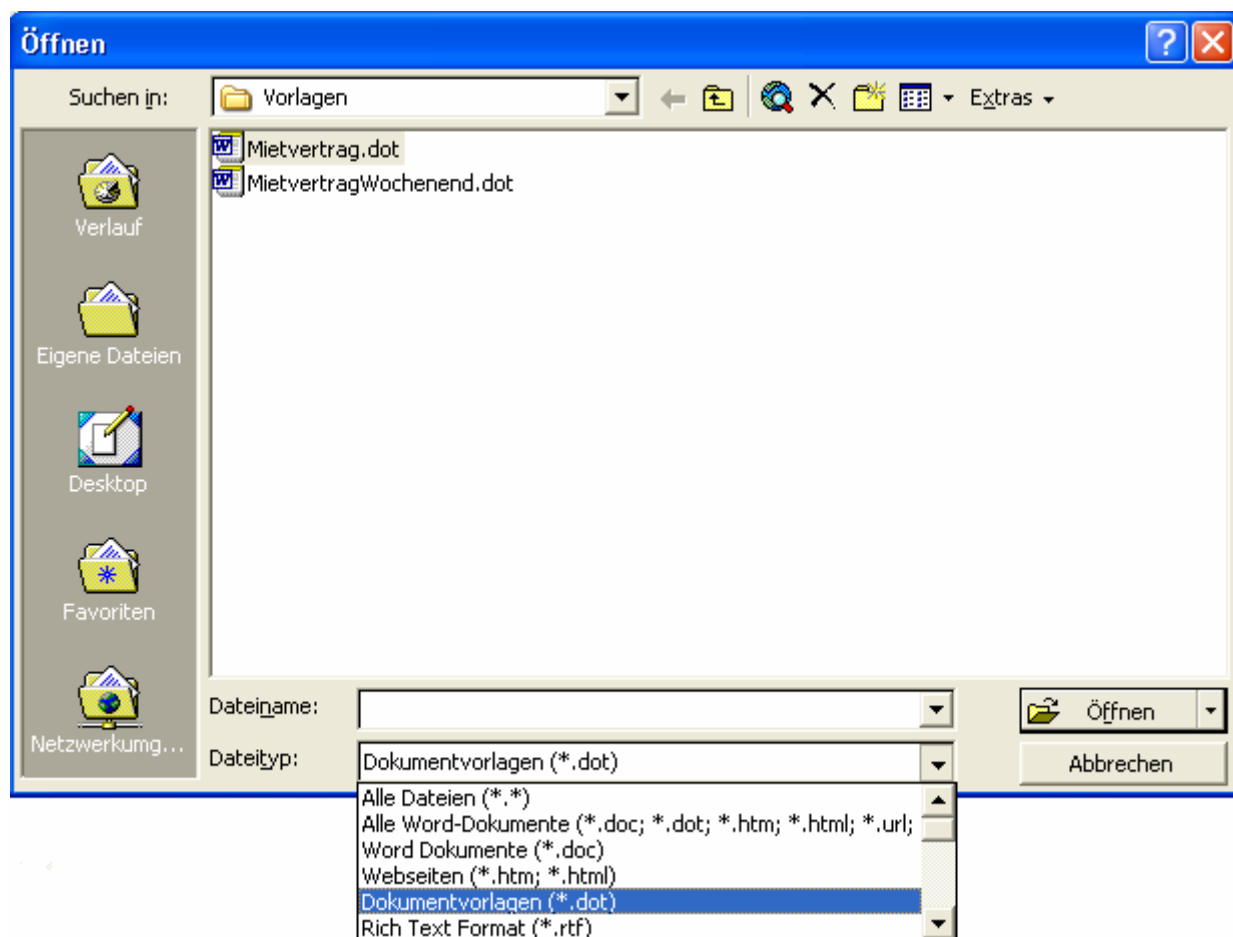 Öffnen
Suchen in: Vorlagen Extras
Mietvertrag.dot
MietvertragWochenend.dot
Verlauf
Eigene Dateien
Desktop
Favoriten
Netzwerkumg...
Dateiname: Öffnen
Dateityp: Dokumentvorlagen (*.dot) Abbrechen
Alle Dateien (*.*)
Alle Word-Dokumente (*.doc; *.dot; *.htm; *.html; *.url;
Word Dokumente (*.doc)
Webseiten (*.htm; *.html)
Dokumentvorlagen (*.dot)
Rich Text Format (*.rtf)